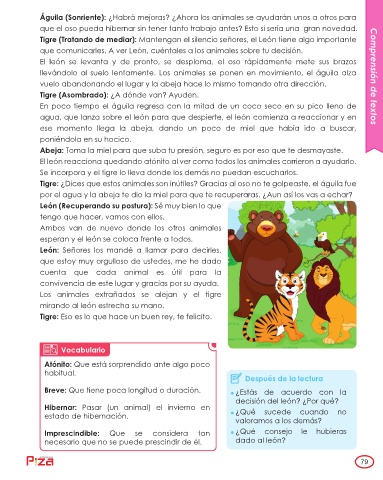 Águila (Sonriente): ¿Habrá mejoras? ¿Ahora los animales se ayudarán unos a otros para
que el oso pueda hibernar sin tener tanto trabajo antes? Esto si sería una gran novedad.
Tigre (Tratando de mediar): Mantengan el silencio señores, el León tiene algo importante
que comunicarles. A ver León, cuéntales a los animales sobre tu decisión.
El león se levanta y de pronto, se desploma, el oso rápidamente mete sus brazos
llevándolo al suelo lentamente. Los animales se ponen en movimiento, el águila alza
vuelo abandonando el lugar y la abeja hace lo mismo tomando otra dirección.
Tigre (Asombrado): ¿A dónde van? Ayuden.
En poco tiempo el águila regresa con la mitad de un coco seco en su pico lleno de
agua, que lanza sobre el león para que despierte, el león comienza a reaccionar y en
ese momento llega la abeja, dando un poco de miel que había ido a buscar,
poniéndola en su hocico.
Abeja: Toma la miel para que suba tu presión, seguro es por eso que te desmayaste.
El león reacciona quedando atónito al ver como todos los animales corrieron a ayudarlo.
Se incorpora y el tigre lo lleva donde los demás no puedan escucharlos.
Tigre: ¿Dices que estos animales son inútiles? Gracias al oso no te golpeaste, el águila fue
por el agua y la abeja te dio la miel para que te recuperaras. ¿Aun así los vas a echar?
León (Recuperando su postura): Sé muy bien lo que
tengo que hacer, vamos con ellos.
Ambos van de nuevo donde los otros animales
esperan y el león se coloca frente a todos.
León: Señores los mandé a llamar para decirles,
que estoy muy orgulloso de ustedes, me he dado
cuenta que cada animal es útil para la
convivencia de este lugar y gracias por su ayuda.
Los animales extrañados se alejan y el tigre
mirando al león estrecha su mano.
Tigre: Eso es lo que hace un buen rey, te felicito.
Comprensión de textos
Vocabulario
Atónito: Que está sorprendido ante algo poco
habitual.
Breve: Que tiene poca longitud o duración.
Hibernar: Pasar (un animal) el invierno en
estado de hibernación.
Imprescindible: Que se considera tan
necesario que no se puede prescindir de él.
Después de la lectura
¿Estás de acuerdo con la
decisión del león? ¿Por qué?
¿Qué sucede cuando no
valoramos a los demás?
¿Qué consejo le hubieras
dado al león?
79